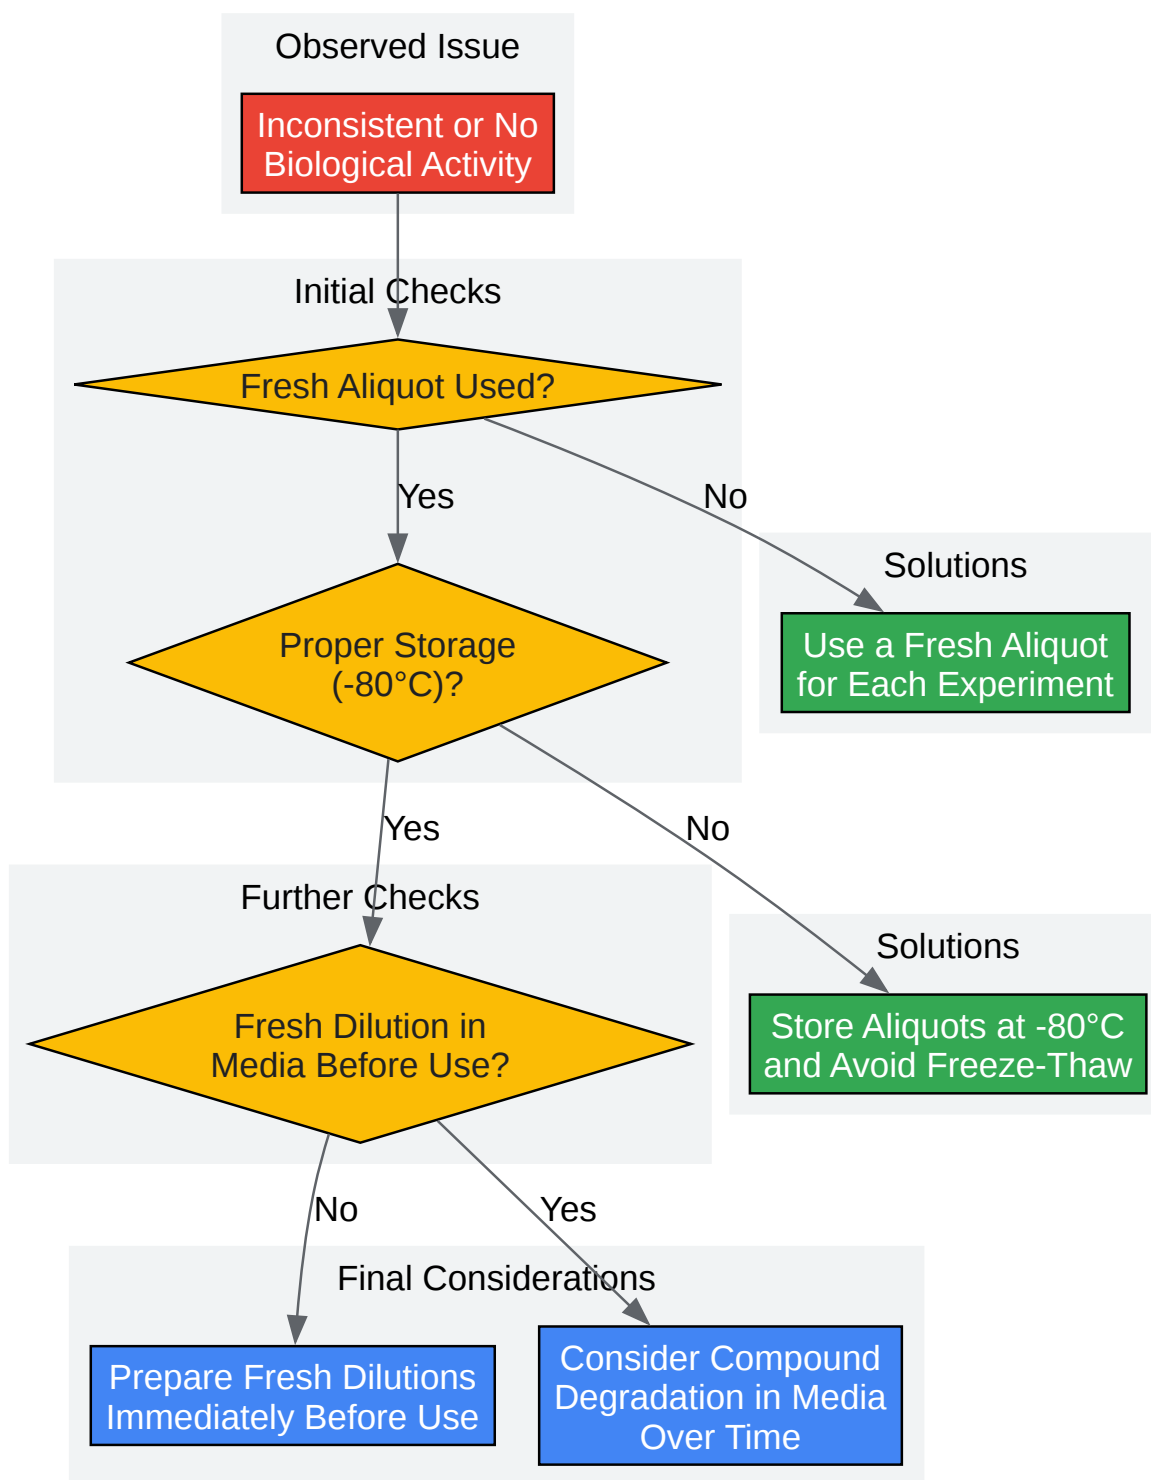 Observed Issue
Inconsistent or No
Biological Activity
Initial Checks
Fresh Aliquot Used?
Yes
No
Solutions
Proper Storage
(-80°C)?
Use a Fresh Aliquot
for Each Experiment
Yes
No
Further Checks
Solutions
Fresh Dilution in
Media Before Use?
Store Aliquots at -80°C
and Avoid Freeze-Thaw
No
Yes
Final Considerations
Prepare Fresh Dilutions
Immediately Before Use
Consider Compound
Degradation in Media
Over Time